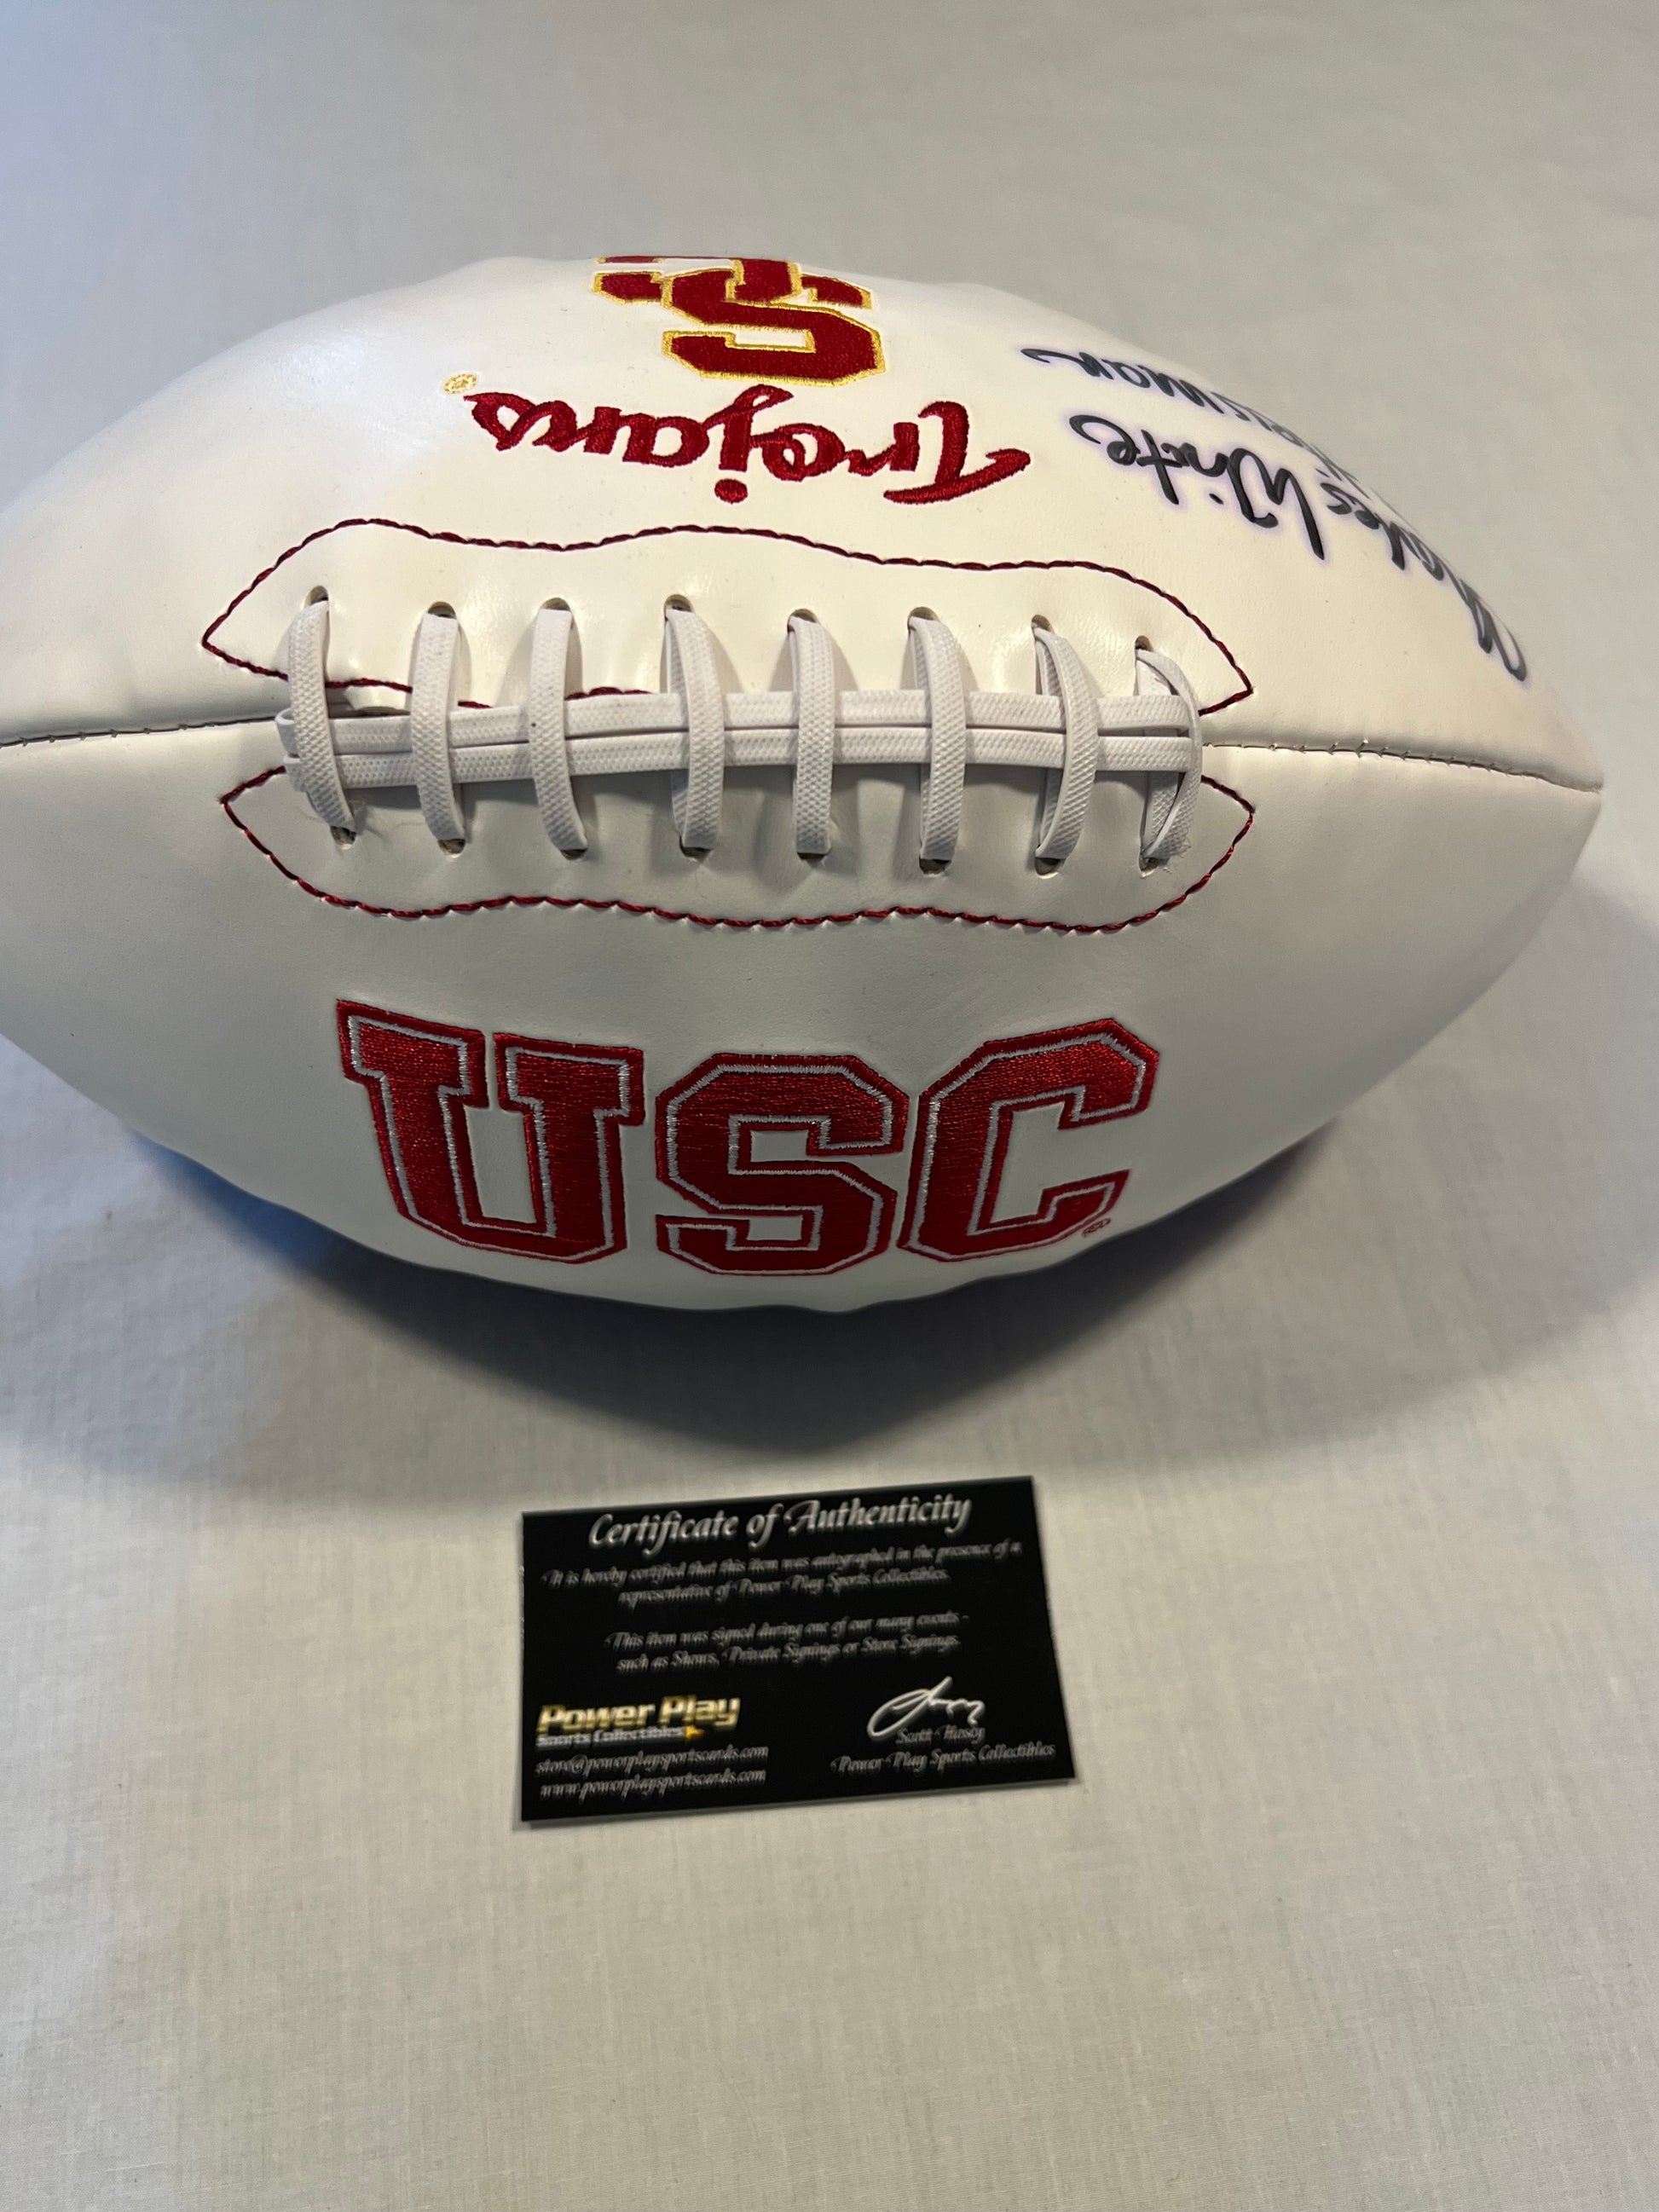 SC
Trojans
Charles White
USC
Certificate of Authenticity
It is hereby certified that this item was autographed in the presence of a
representative of Power Play Sports Collectibles.
This item was signed during one of our many events -
such as Shows, Private Signings or Store Signings.
Power Play
Sports Collectibles
store@powerplaysportscards.com
www.powerplaysportscards.com
Scott Hussy
Power Play Sports Collectibles